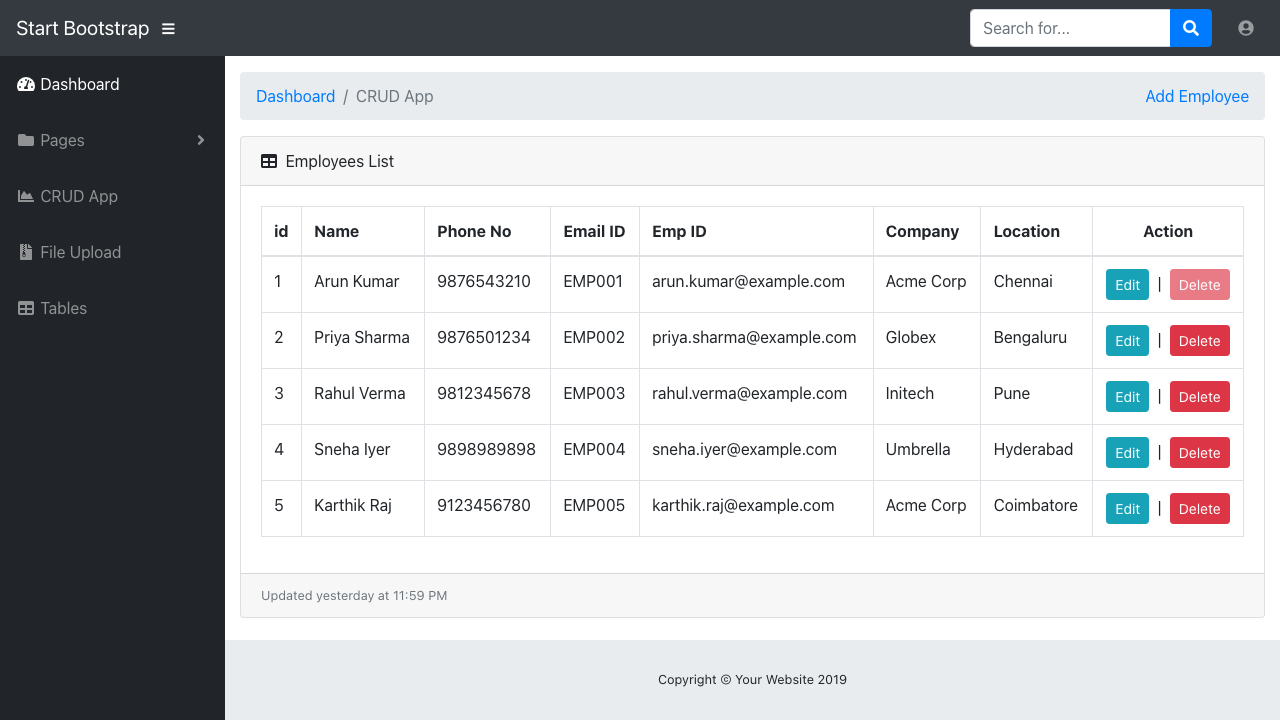 Start Bootstrap
Search for...
Dashboard
Pages
CRUD App
File Upload
Tables
Dashboard / CRUD App Add Employee
Employees List
id Name Phone No Email ID Emp ID Company Location Action
1 Arun Kumar 9876543210 EMP001 arun.kumar@example.com Acme Corp Chennai Edit | Delete
2 Priya Sharma 9876501234 EMP002 priya.sharma@example.com Globex Bengaluru Edit | Delete
3 Rahul Verma 9812345678 EMP003 rahul.verma@example.com Initech Pune Edit | Delete
4 Sneha Iyer 9898989898 EMP004 sneha.iyer@example.com Umbrella Hyderabad Edit | Delete
5 Karthik Raj 9123456780 EMP005 karthik.raj@example.com Acme Corp Coimbatore Edit | Delete
Updated yesterday at 11:59 PM
Copyright © Your Website 2019